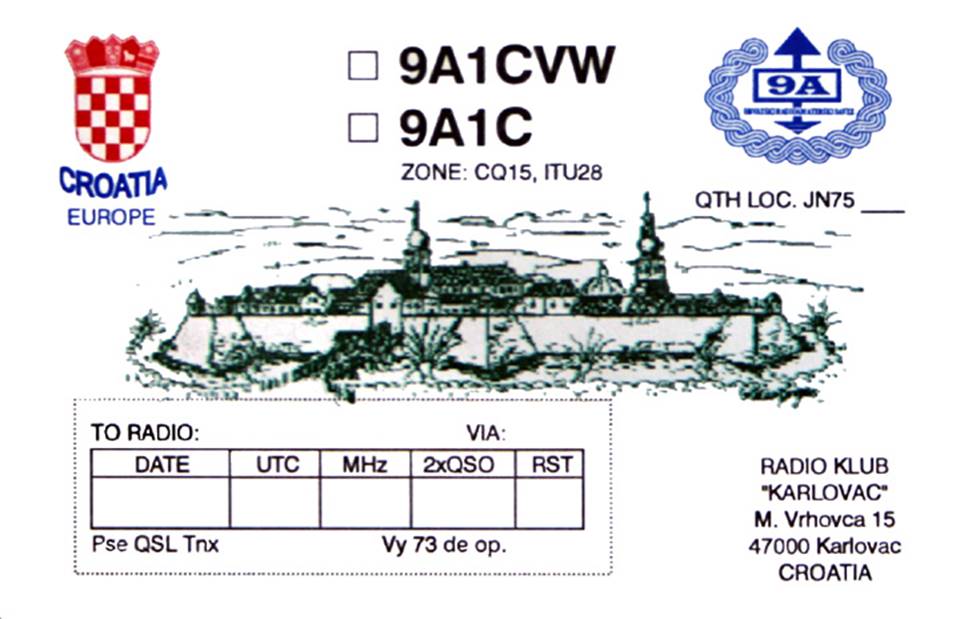 9A1CVW
9A1C
ZONE: CQ15, ITU28
CROATIA
EUROPE
9A
QTH LOC. JN75 ___
TO RADIO: VIA:
DATE UTC MHz 2xQSO RST
Pse QSL Tnx Vy 73 de op.
RADIO KLUB
"KARLOVAC"
M. Vrhovca 15
47000 Karlovac
CROATIA